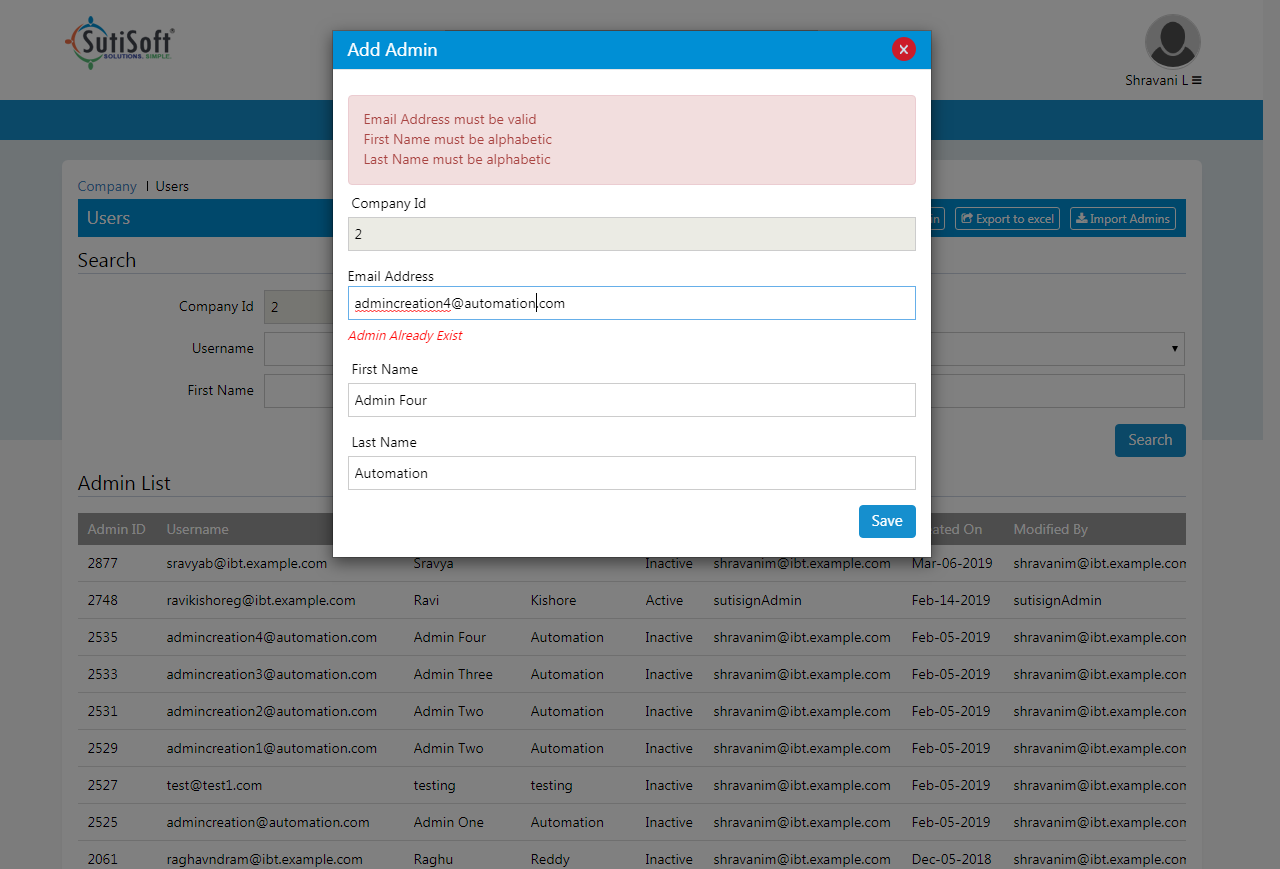 SutiSoft
SOLUTIONS. SIMPLE.
Shravani L
Add Admin
Email Address must be valid
First Name must be alphabetic
Last Name must be alphabetic
Company Id
2
Email Address
admincreation4@automation.com
Admin Already Exist
First Name
Admin Four
Last Name
Automation
Save
Company | Users
Users
Export to excel Import Admins
Search
Company Id 2
Username
First Name
Search
Admin List
Admin ID Username On Modified By
2877 sravyab@ibt.example.com Sravya Inactive shravanim@ibt.example.com Mar-06-2019 shravanim@ibt.example.com
2748 ravikishoreg@ibt.example.com Ravi Kishore Active sutisignAdmin Feb-14-2019 sutisignAdmin
2535 admincreation4@automation.com Admin Four Automation Inactive shravanim@ibt.example.com Feb-05-2019 shravanim@ibt.example.com
2533 admincreation3@automation.com Admin Three Automation Inactive shravanim@ibt.example.com Feb-05-2019 shravanim@ibt.example.com
2531 admincreation2@automation.com Admin Two Automation Inactive shravanim@ibt.example.com Feb-05-2019 shravanim@ibt.example.com
2529 admincreation1@automation.com Admin Two Automation Inactive shravanim@ibt.example.com Feb-05-2019 shravanim@ibt.example.com
2527 test@test1.com testing testing Inactive shravanim@ibt.example.com Feb-05-2019 shravanim@ibt.example.com
2525 admincreation@automation.com Admin One Automation Inactive shravanim@ibt.example.com Feb-05-2019 shravanim@ibt.example.com
2061 raghavndram@ibt.example.com Raghu Reddy Inactive shravanim@ibt.example.com Dec-05-2018 shravanim@ibt.example.com